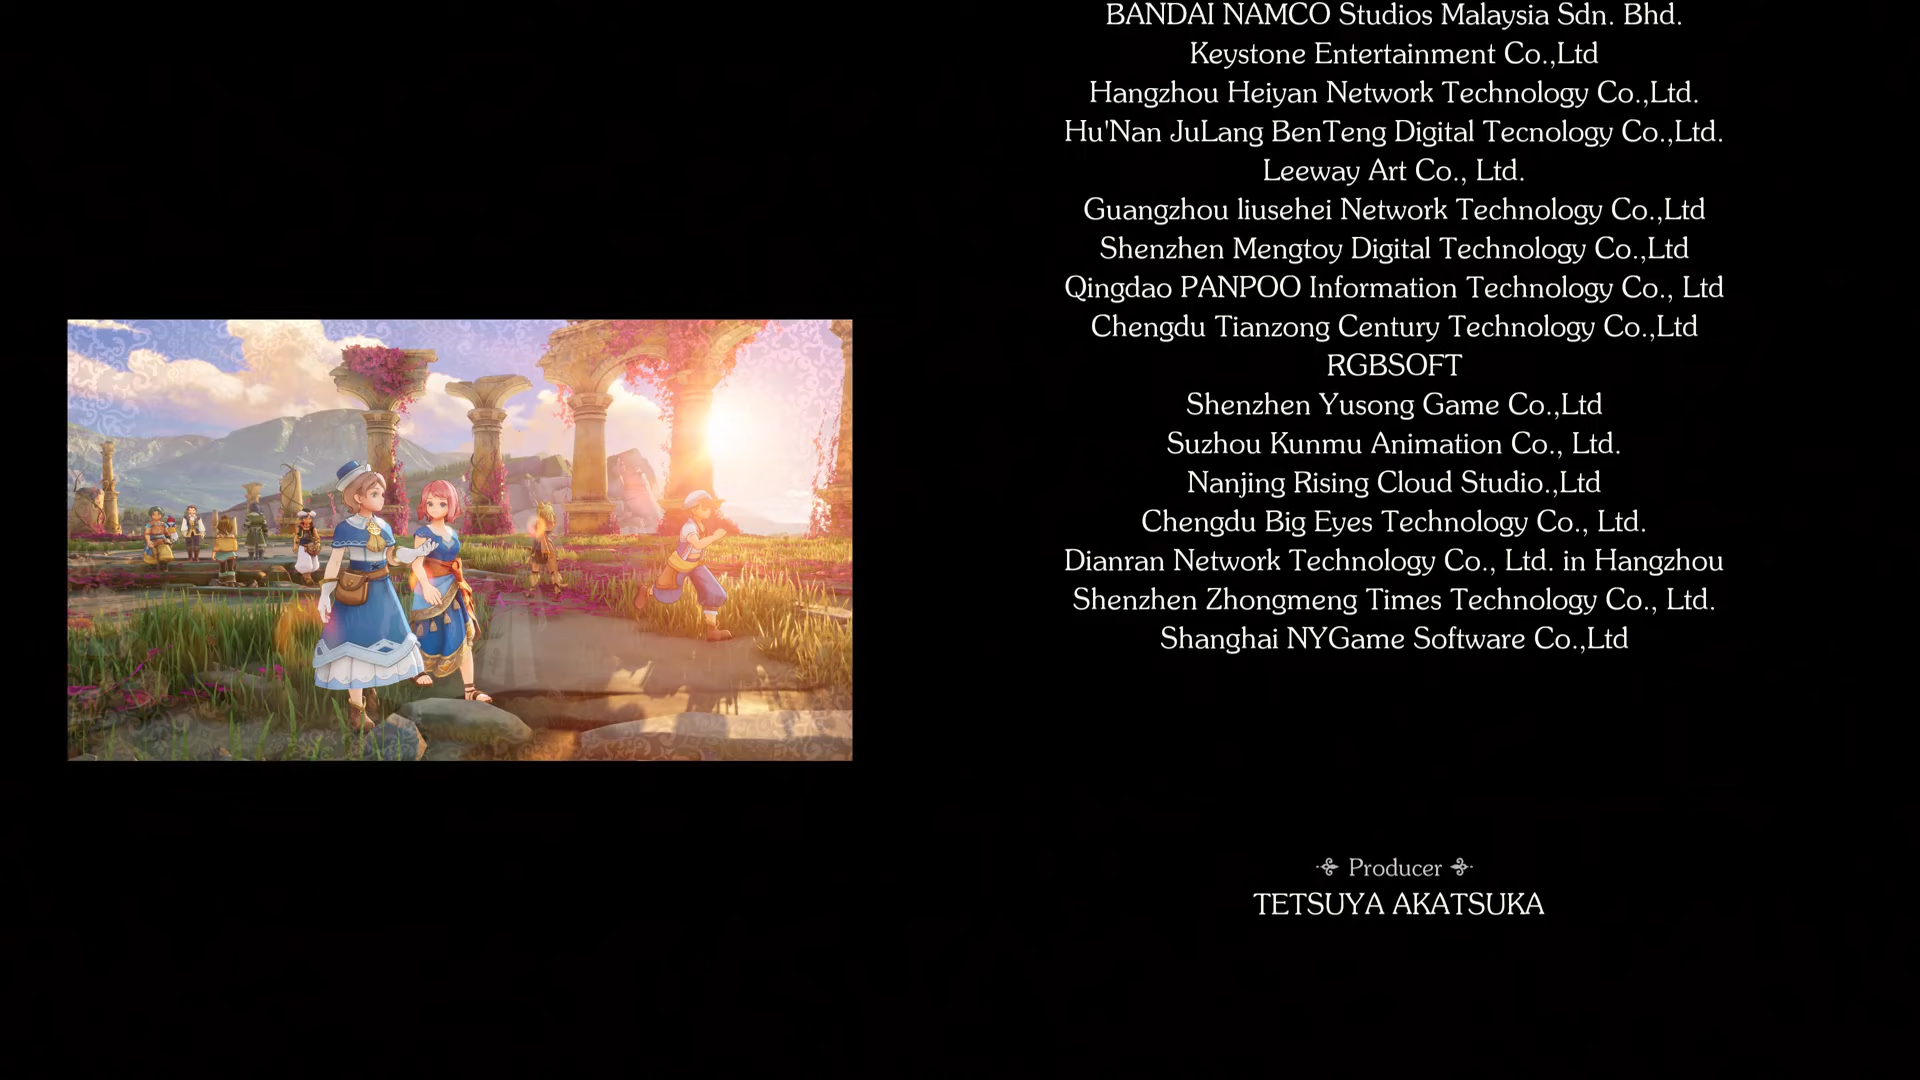 BANDAI NAMCO Studios Malaysia Sdn. Bhd.
Keystone Entertainment Co.,Ltd
Hangzhou Heiyan Network Technology Co.,Ltd.
Hu'Nan JuLang BenTeng Digital Tecnology Co.,Ltd.
Leeway Art Co., Ltd.
Guangzhou liusehei Network Technology Co.,Ltd
Shenzhen Mengtoy Digital Technology Co.,Ltd
Qingdao PANPOO Information Technology Co., Ltd
Chengdu Tianzong Century Technology Co.,Ltd
RGBSOFT
Shenzhen Yusong Game Co.,Ltd
Suzhou Kunmu Animation Co., Ltd.
Nanjing Rising Cloud Studio.,Ltd
Chengdu Big Eyes Technology Co., Ltd.
Dianran Network Technology Co., Ltd. in Hangzhou
Shenzhen Zhongmeng Times Technology Co., Ltd.
Shanghai NYGame Software Co.,Ltd
Producer
TETSUYA AKATSUKA